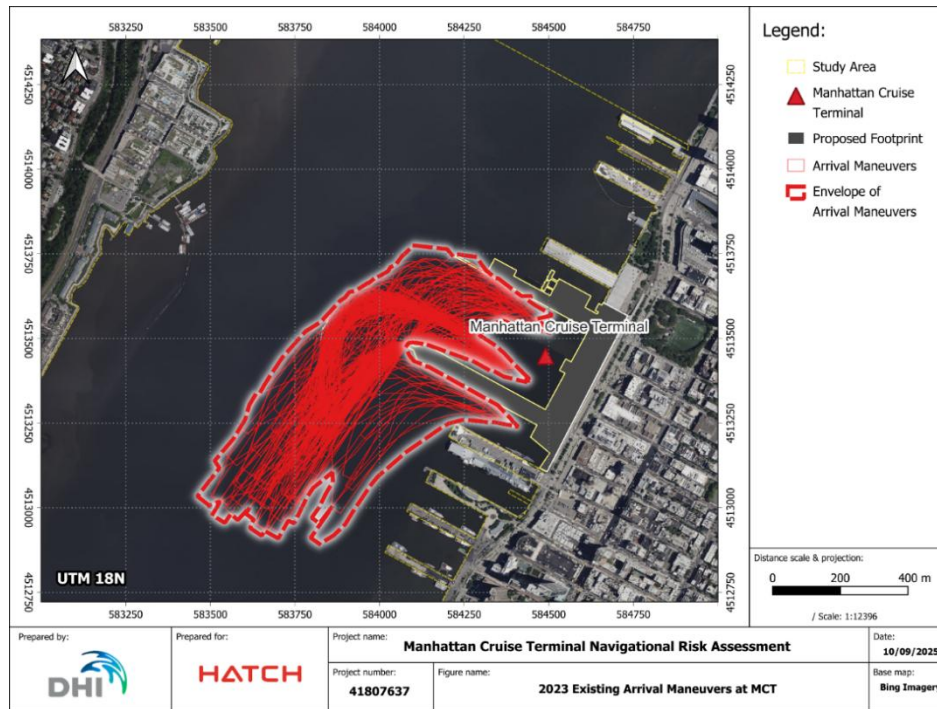 583250 583500 583750 584000 584250 584500 584750
4514250
4514000
4513750
4513500
4513250
4513000
4512750
4514250
4514000
4513750
4513500
4513250
4513000
4512750
Manhattan Cruise Terminal
UTM 18N
583250 583500 583750 584000 584250 584500 584750
Legend:
Study Area
Manhattan Cruise
Terminal
Proposed Footprint
Arrival Maneuvers
Envelope of
Arrival Maneuvers
Distance scale & projection:
0 200 400 m
/ Scale: 1:12396
Prepared by:
DHI
Prepared for:
HATCH
Project name:
Manhattan Cruise Terminal Navigational Risk Assessment
Project number:
41807637
Figure name:
2023 Existing Arrival Maneuvers at MCT
Date:
10/09/2025
Base map:
Bing Imagery